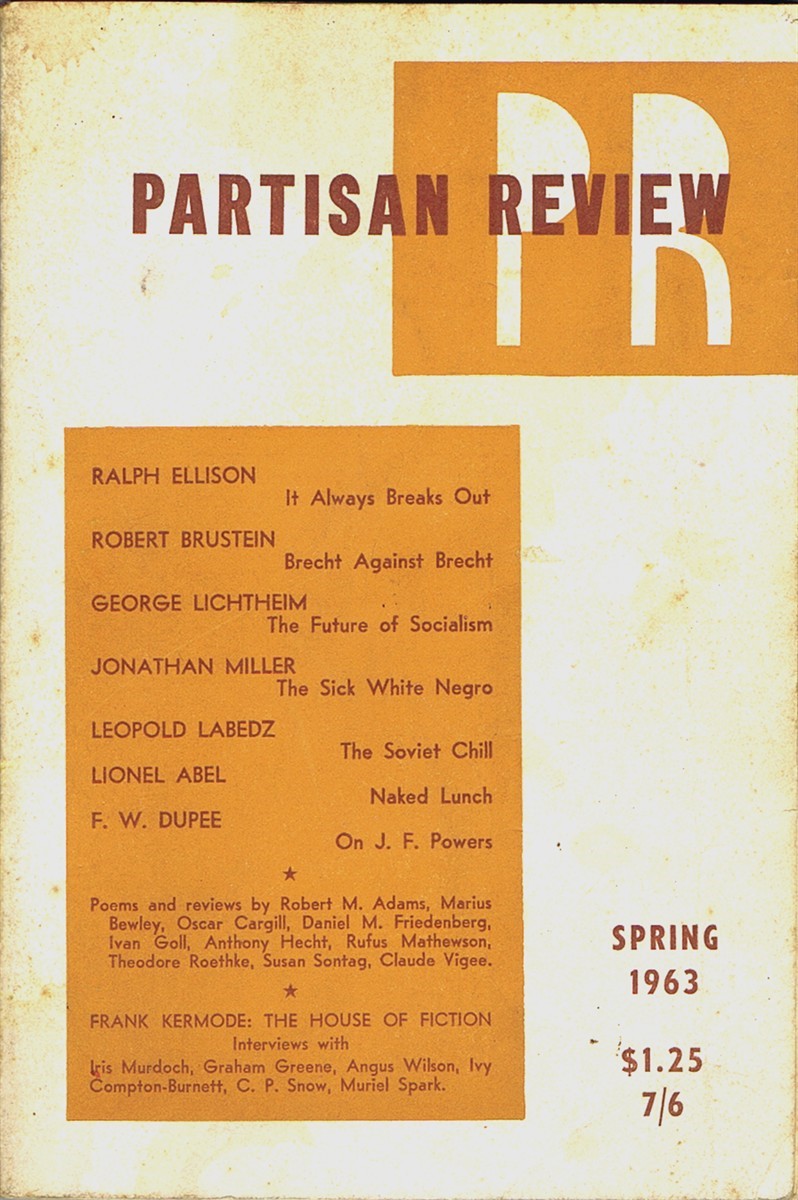 PR
PARTISAN REVIEW
RALPH ELLISON
It Always Breaks Out
ROBERT BRUSTEIN
Brecht Against Brecht
GEORGE LICHTHEIM
The Future of Socialism
JONATHAN MILLER
The Sick White Negro
LEOPOLD LABEDZ
The Soviet Chill
LIONEL ABEL
Naked Lunch
F. W. DUPEE
On J. F. Powers
★
Poems and reviews by Robert M. Adams, Marius
Bewley, Oscar Cargill, Daniel M. Friedenberg,
Ivan Goll, Anthony Hecht, Rufus Mathewson,
Theodore Roethke, Susan Sontag, Claude Vigee.
★
FRANK KERMODE: THE HOUSE OF FICTION
Interviews with
Iris Murdoch, Graham Greene, Angus Wilson, Ivy
Compton-Burnett, C. P. Snow, Muriel Spark.
SPRING
1963
$1.25
7/6